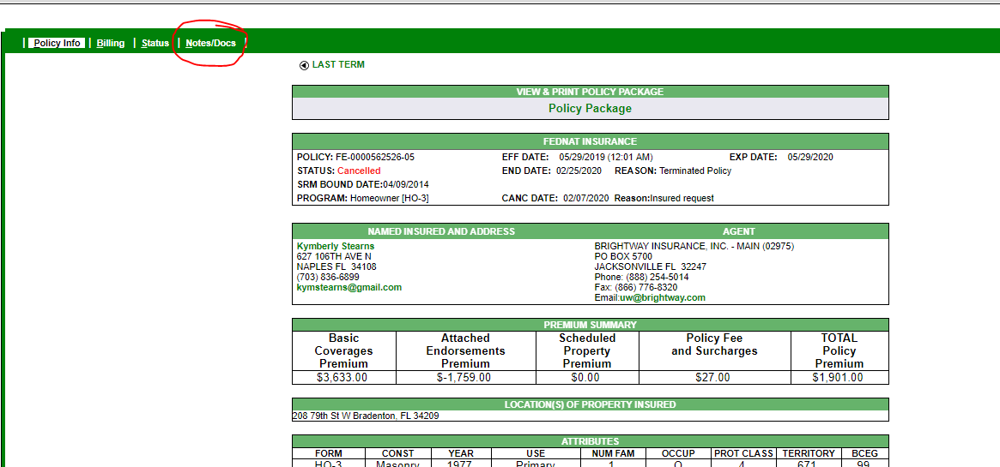 | Policy Info | Billing | Status | Notes/Docs |
LAST TERM
VIEW & PRINT POLICY PACKAGE
Policy Package
FEDNAT INSURANCE
POLICY: FE-0000562526-05 EFF DATE: 05/29/2019 (12:01 AM) EXP DATE: 05/29/2020
STATUS: Cancelled END DATE: 02/25/2020 REASON: Terminated Policy
SRM BOUND DATE:04/09/2014
PROGRAM: Homeowner [HO-3] CANC DATE: 02/07/2020 Reason:Insured request
NAMED INSURED AND ADDRESS AGENT
Kymberly Stearns BRIGHTWAY INSURANCE, INC. - MAIN (02975)
627 106TH AVE N PO BOX 5700
NAPLES FL 34108 JACKSONVILLE FL 32247
(703) 836-6899 Phone: (888) 254-5014
kymstearns@gmail.com Fax: (866) 776-8320
Email:uw@brightway.com
PREMIUM SUMMARY
Basic Attached Scheduled Policy Fee TOTAL
Coverages Endorsements Property and Surcharges Policy
Premium Premium Premium Premium
$3,633.00 $-1,759.00 $0.00 $27.00 $1,901.00
LOCATION(S) OF PROPERTY INSURED
208 79th St W Bradenton, FL 34209
ATTRIBUTES
FORM CONST YEAR USE NUM FAM OCCUP PROT CLASS TERRITORY BCEG
HO-3 Masonry 1977 Primary 1 O 4 671 99